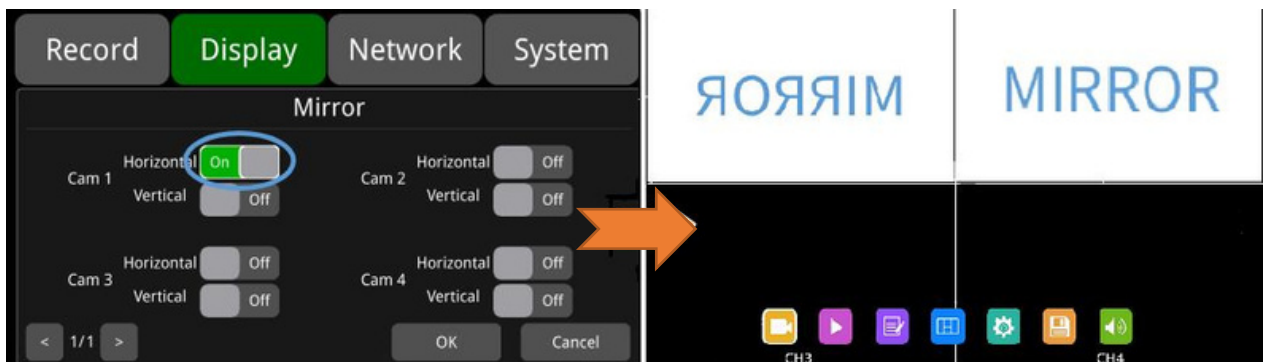 Record Display Network System
Mirror
Cam 1 Horizontal On
Vertical Off
Cam 2 Horizontal Off
Vertical Off
Cam 3 Horizontal Off
Vertical Off
Cam 4 Horizontal Off
Vertical Off
< 1/1 > OK Cancel
ЯOЯЯIM MIRROR
CH3 CH4